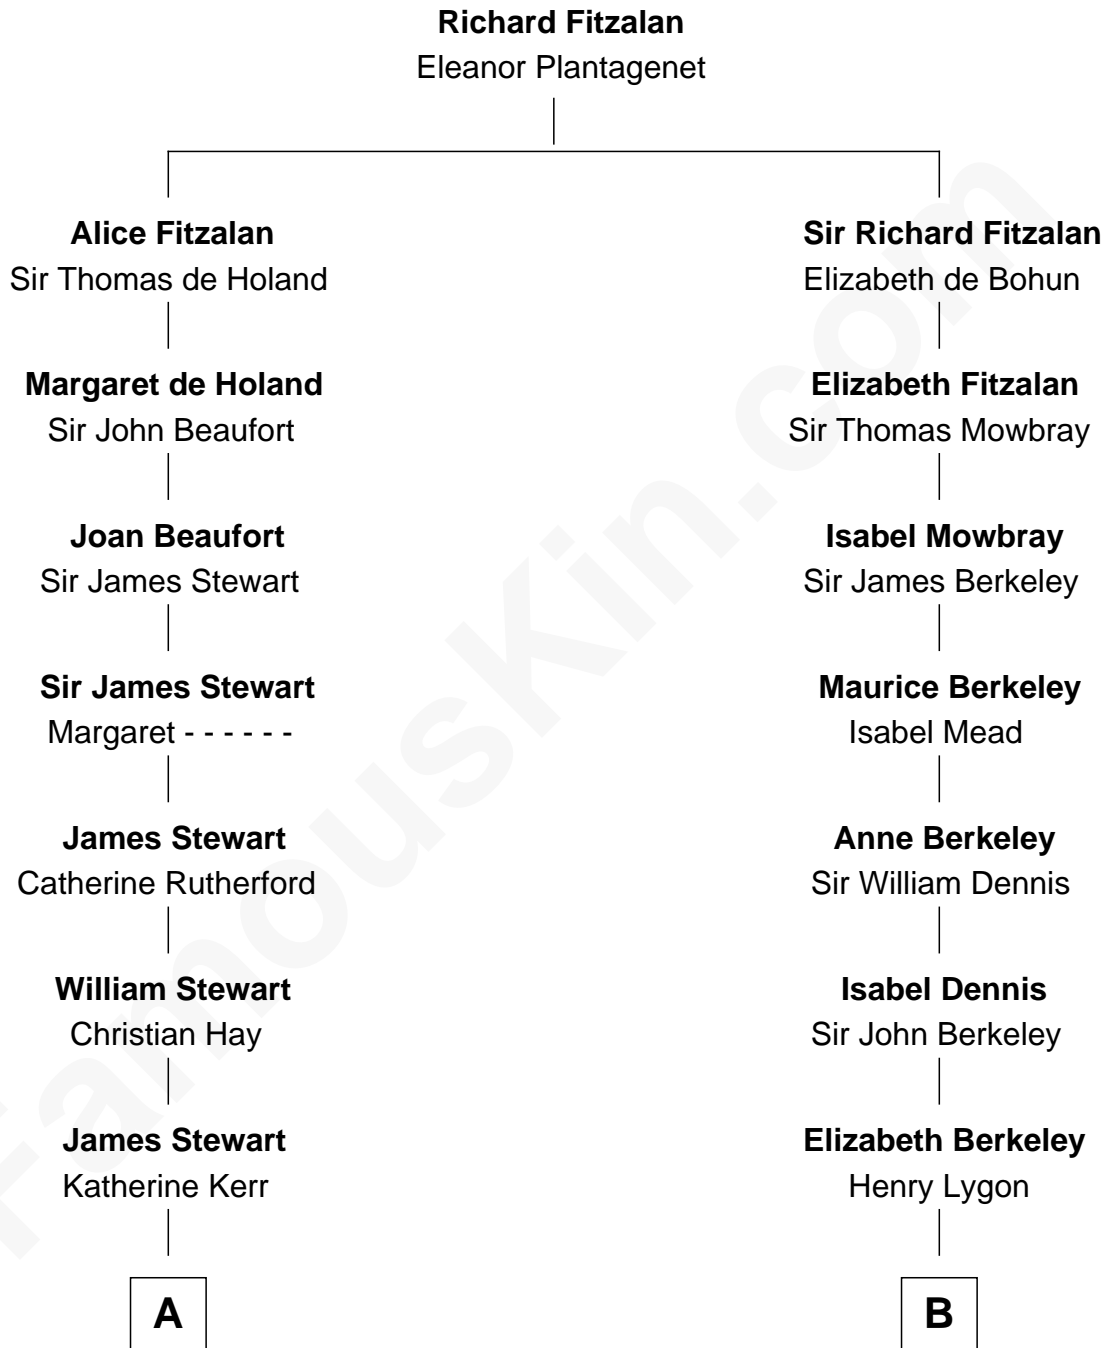 Richard Fitzalan
Eleanor Plantagenet
Alice Fitzalan
Sir Thomas de Holand
Margaret de Holand
Sir John Beaufort
Joan Beaufort
Sir James Stewart
Sir James Stewart
Margaret - - - - - -
James Stewart
Catherine Rutherford
William Stewart
Christian Hay
James Stewart
Katherine Kerr
A
Sir Richard Fitzalan
Elizabeth de Bohun
Elizabeth Fitzalan
Sir Thomas Mowbray
Isabel Mowbray
Sir James Berkeley
Maurice Berkeley
Isabel Mead
Anne Berkeley
Sir William Dennis
Isabel Dennis
Sir John Berkeley
Elizabeth Berkeley
Henry Lygon
B
FamousKin.com